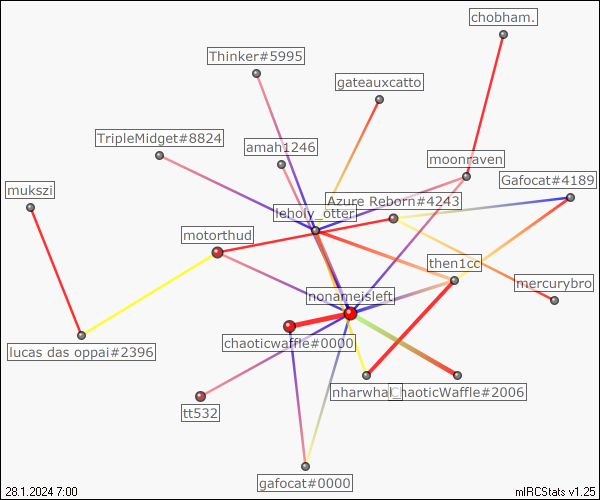 chobham.
Thinker#5995
gateauxcatto
TripleMidget#8824
amah1246
moonraven
Gafocat#4189
mukszi
Azure Reborn#4243
leholy_otter
motorthud
then1cc
mercurybro
nonameisleft
chaoticwaffle#0000
lucas das oppai#2396
nharwhal_
ChaoticWaffle#2006
tt532
gafocat#0000
28.1.2024 7:00
mIRCStats v1.25